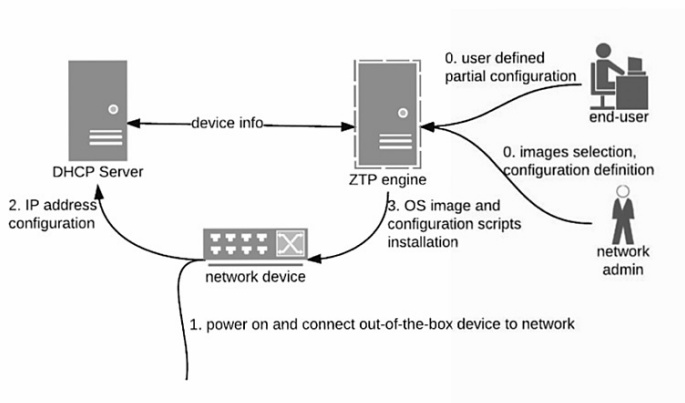 0. user defined
partial configuration
end-user
device info
DHCP Server
ZTP engine
0. images selection,
configuration definition
2. IP address
configuration
3. OS image and
configuration scripts
installation
network
admin
network device
1. power on and connect out-of-the-box device to network